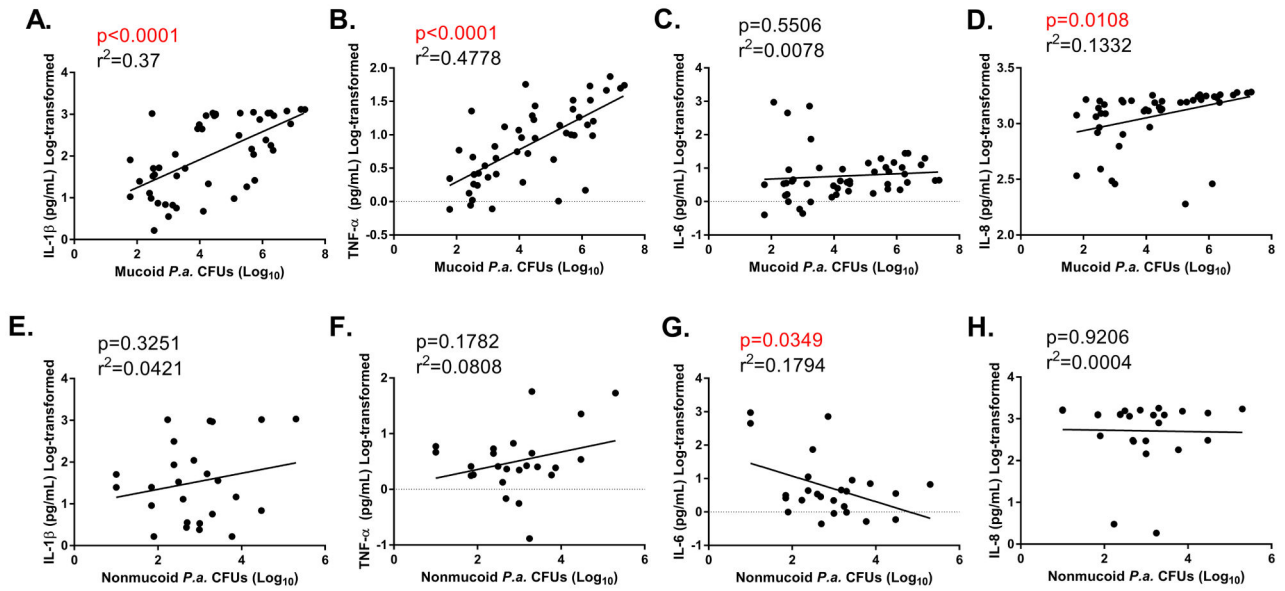 A.
p<0.0001
r²=0.37
IL-1β (pg/mL) Log-transformed
4
3
2
1
0
0 2 4 6 8
Mucoid P.a. CFUs (Log₁₀)
B.
p<0.0001
r²=0.4778
TNF-α (pg/mL) Log-transformed
2.0
1.5
1.0
0.5
0.0
-0.5
0 2 4 6 8
Mucoid P.a. CFUs (Log₁₀)
C.
p=0.5506
r²=0.0078
IL-6 (pg/mL) Log-transformed
4
3
2
1
0
-1
0 2 4 6 8
Mucoid P.a. CFUs (Log₁₀)
D.
p=0.0108
r²=0.1332
IL-8 (pg/mL) Log-transformed
3.5
3.0
2.5
2.0
0 2 4 6 8
Mucoid P.a. CFUs (Log₁₀)
E.
p=0.3251
r²=0.0421
IL-1β (pg/mL) Log-transformed
4
3
2
1
0
0 2 4 6
Nonmucoid P.a. CFUs (Log₁₀)
F.
p=0.1782
r²=0.0808
TNF-α (pg/mL) Log-transformed
2
1
0
-1
0 2 4 6
Nonmucoid P.a. CFUs (Log₁₀)
G.
p=0.0349
r²=0.1794
IL-6 (pg/mL) Log-transformed
4
3
2
1
0
-1
0 2 4 6
Nonmucoid P.a. CFUs (Log₁₀)
H.
p=0.9206
r²=0.0004
IL-8 (pg/mL) Log-transformed
4
3
2
1
0
0 2 4 6
Nonmucoid P.a. CFUs (Log₁₀)